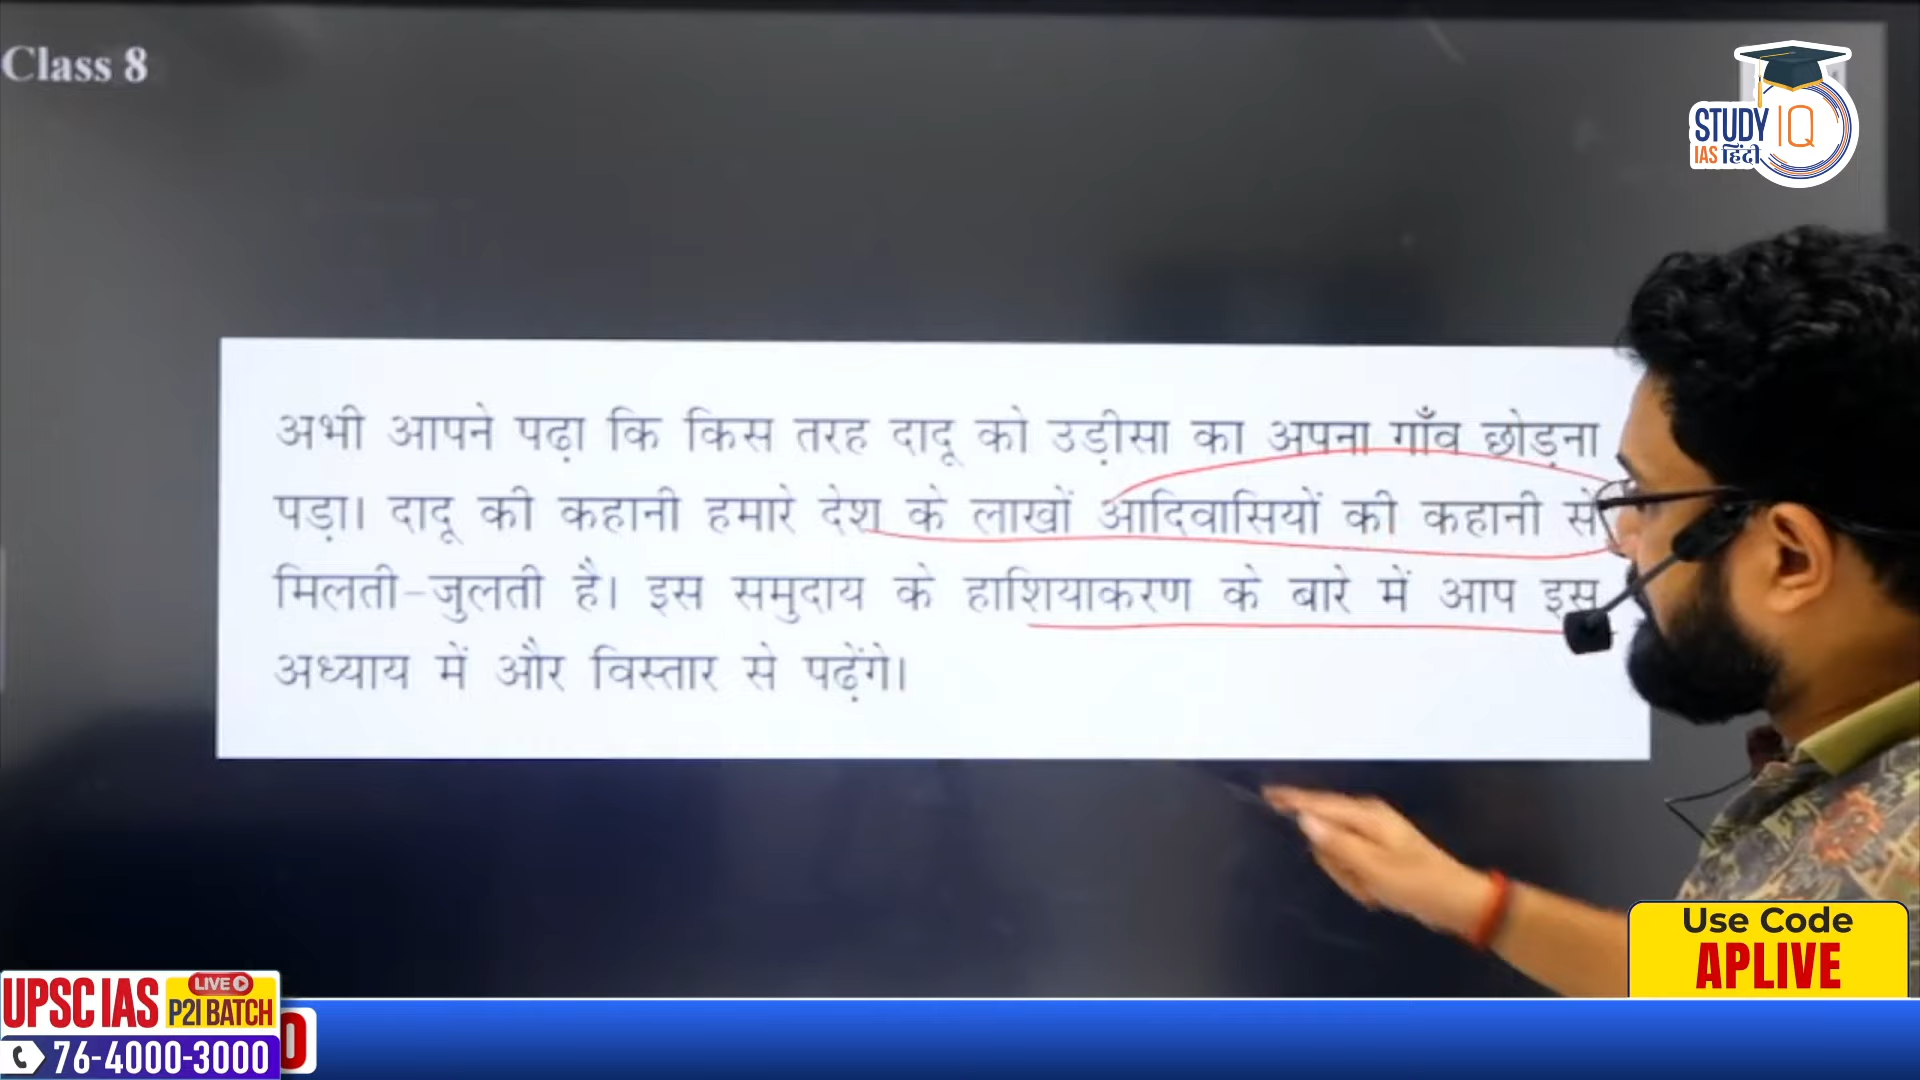 Class 8
STUDY IQ
IAS हिंदी
अभी आपने पढ़ा कि किस तरह दादू को उड़ीसा का अपना गाँव छोड़ना
पड़ा। दादू की कहानी हमारे देश के लाखों आदिवासियों की कहानी से
मिलती-जुलती है। इस समुदाय के हाशियाकरण के बारे में आप इस
अध्याय में और विस्तार से पढ़ेंगे।
Use Code
APLIVE
UPSC IAS
LIVE
P2I BATCH
76-4000-3000
0